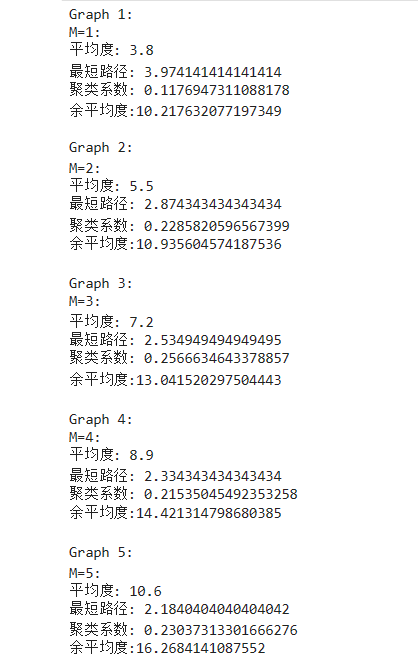 Graph 1:
M=1:
平均度: 3.8
最短路径: 3.974141414141414
聚类系数: 0.1176947311088178
余平均度:10.217632077197349
Graph 2:
M=2:
平均度: 5.5
最短路径: 2.874343434343434
聚类系数: 0.2285820596567399
余平均度:10.935604574187536
Graph 3:
M=3:
平均度: 7.2
最短路径: 2.534949494949495
聚类系数: 0.2566634643378857
余平均度:13.041520297504443
Graph 4:
M=4:
平均度: 8.9
最短路径: 2.334343434343434
聚类系数: 0.21535045492353258
余平均度:14.421314798680385
Graph 5:
M=5:
平均度: 10.6
最短路径: 2.1840404040404042
聚类系数: 0.23037313301666276
余平均度:16.2684141087552